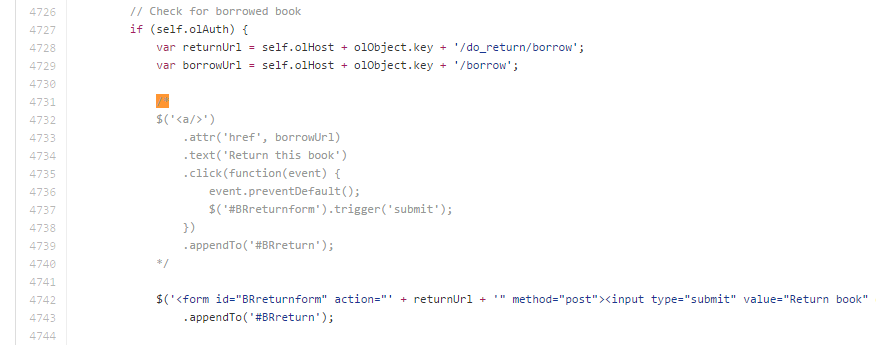 4726 // Check for borrowed book
4727 if (self.olAuth) {
4728 var returnUrl = self.olHost + olObject.key + '/do_return/borrow';
4729 var borrowUrl = self.olHost + olObject.key + '/borrow';
4730
4731 /*
4732 $('<a/>')
4733 .attr('href', borrowUrl)
4734 .text('Return this book')
4735 .click(function(event) {
4736 event.preventDefault();
4737 $('#BRreturnform').trigger('submit');
4738 })
4739 .appendTo('#BRreturn');
4740 */
4741
4742 $('<form id="BRreturnform" action="' + returnUrl + '" method="post"><input type="submit" value="Return book"
4743 .appendTo('#BRreturn');
4744